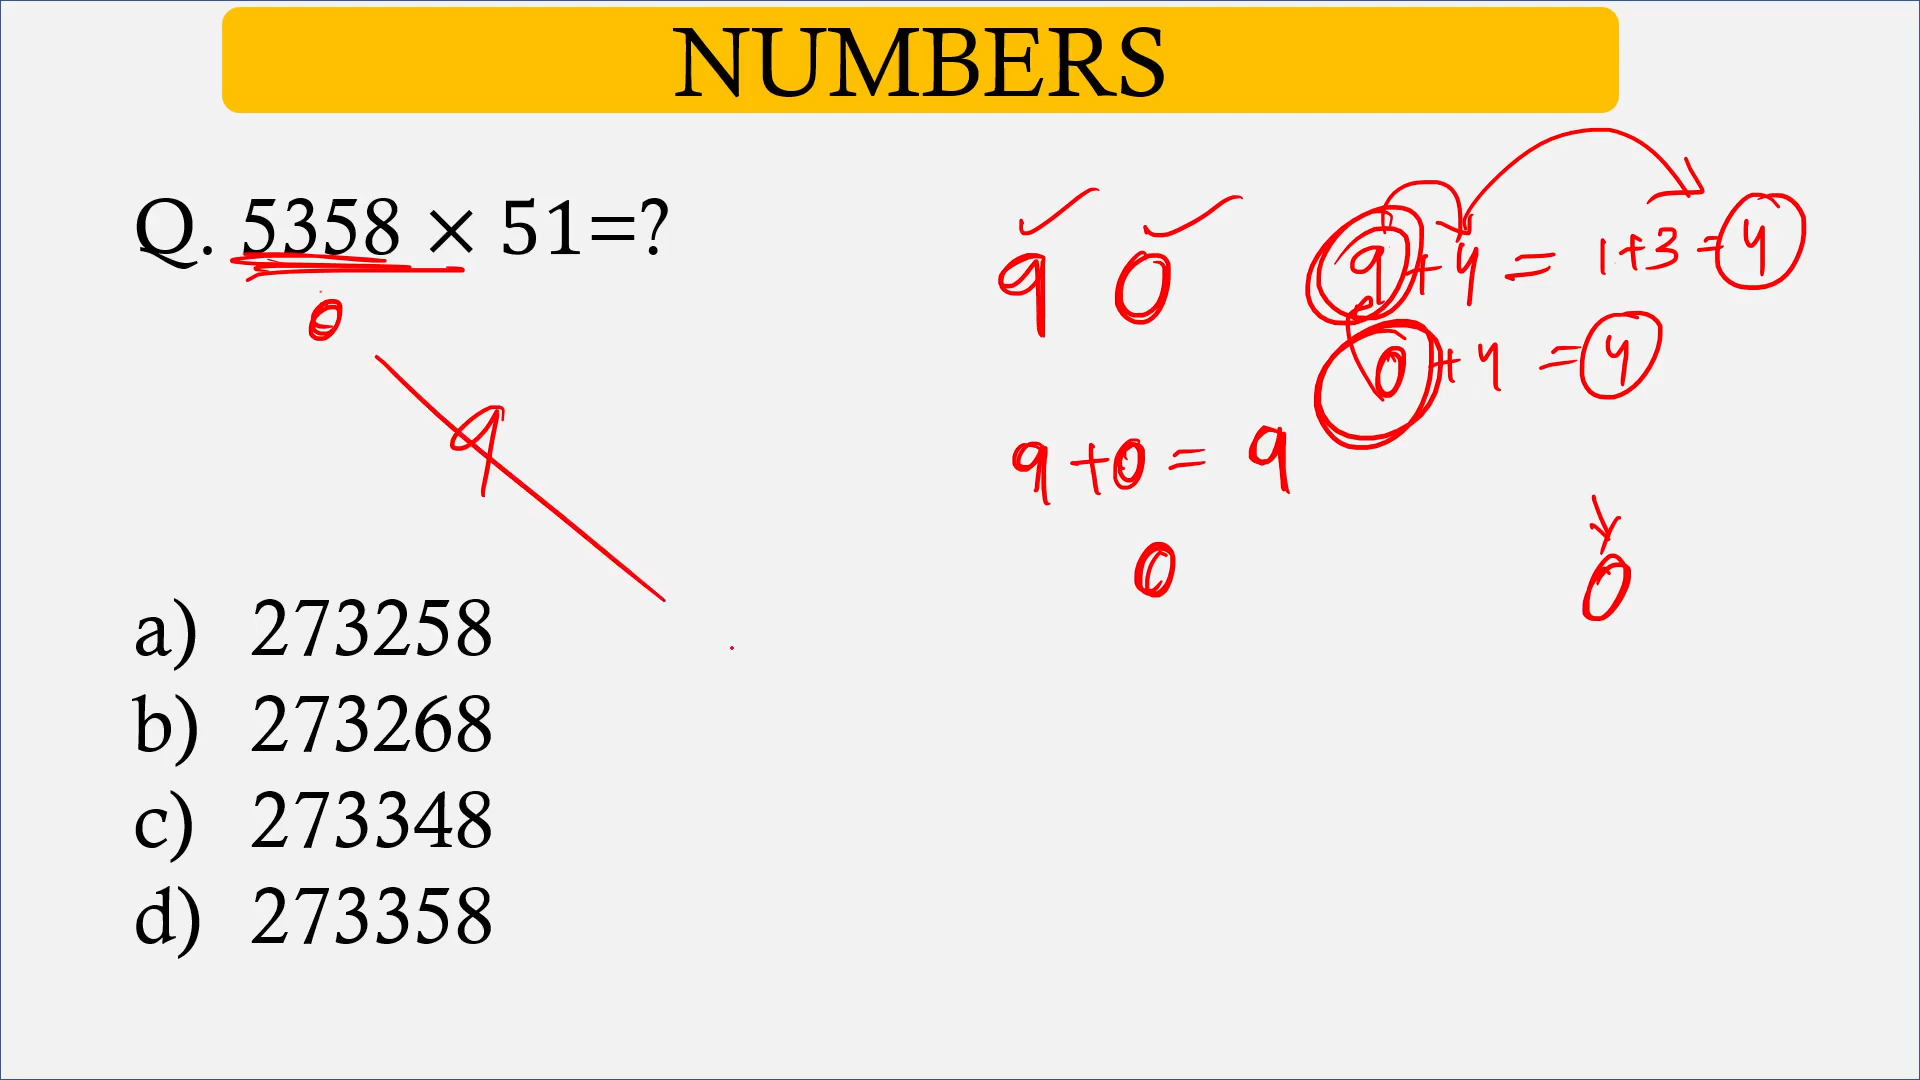 NUMBERS
Q. 5358 × 51=?
0
9
9 0
9+4 = 1+3=4
0+4 = 4
9+0= 9
0
0
a) 273258
b) 273268
c) 273348
d) 273358